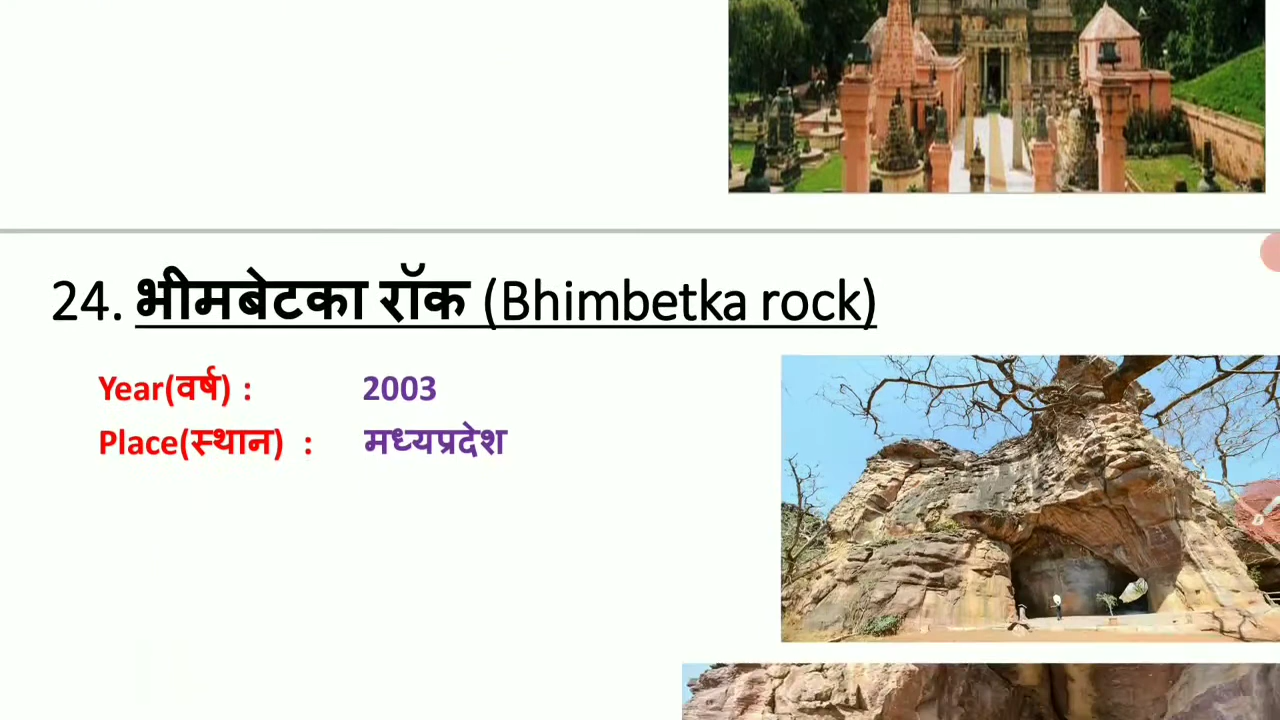 24. भीमबेटका रॉक (Bhimbetka rock)
Year(वर्ष) : 2003
Place(स्थान) : मध्यप्रदेश